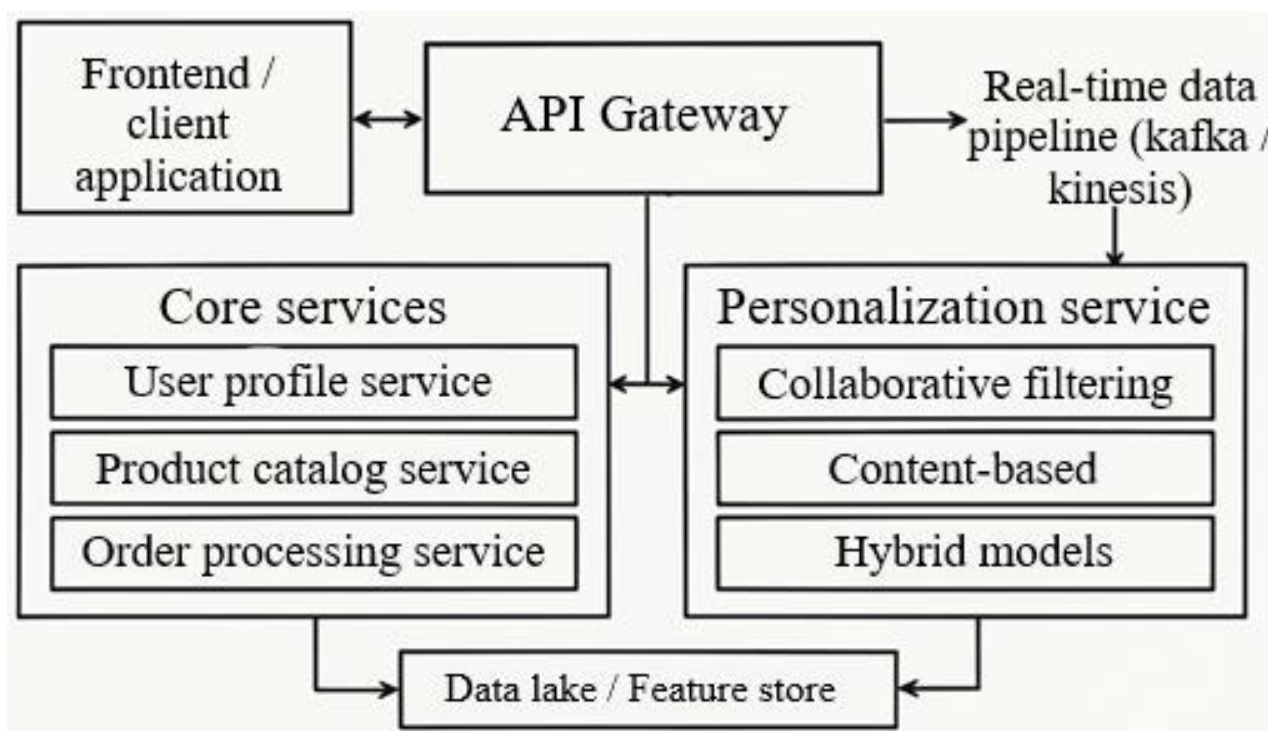 Frontend /
client
application
API Gateway
Real-time data
pipeline (kafka /
kinesis)
Core services
User profile service
Product catalog service
Order processing service
Personalization service
Collaborative filtering
Content-based
Hybrid models
Data lake / Feature store